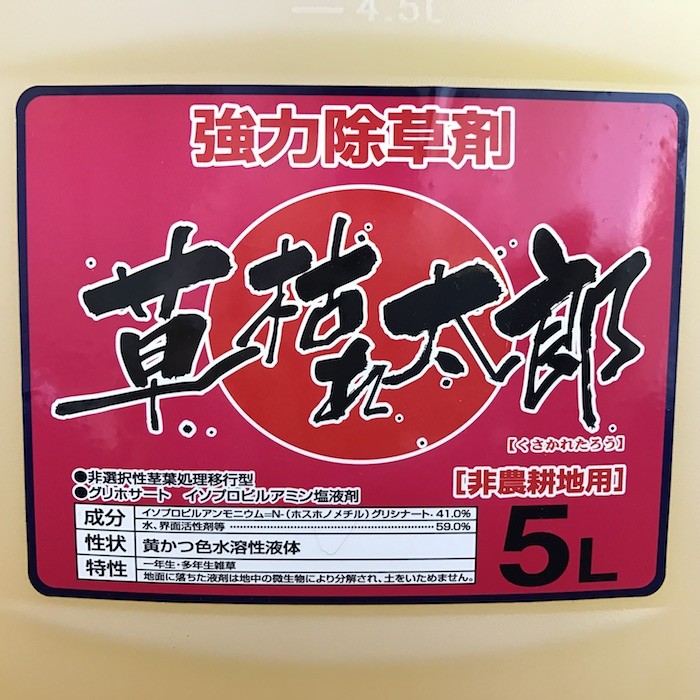 4.5ℓ
強力除草剤
草枯れ太郎
【くさかれたろう】
●非選択性茎葉処理移行型
●グリホサート イソプロピルアミン塩液剤
【非農耕地用】
5L
成分 イソプロピルアンモニウム=N-(ホスホノメチル)グリシナート. 41.0%
水、界面活性剤等 ………………………………… 59.0%
性状 黄かつ色水溶性液体
特性 一年生・多年生雑草
地面に落ちた液剤は地中の微生物により分解され、土をいためません。